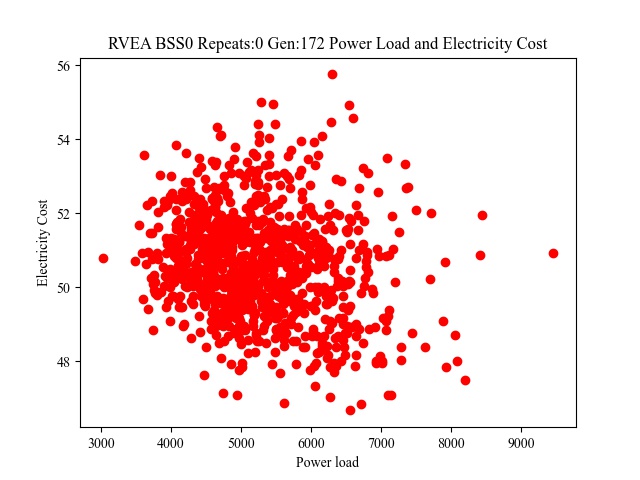 RVEA BSS0 Repeats:0 Gen:172 Power Load and Electricity Cost
56
54
52
50
48
Electricity Cost
3000 4000 5000 6000 7000 8000 9000
Power load